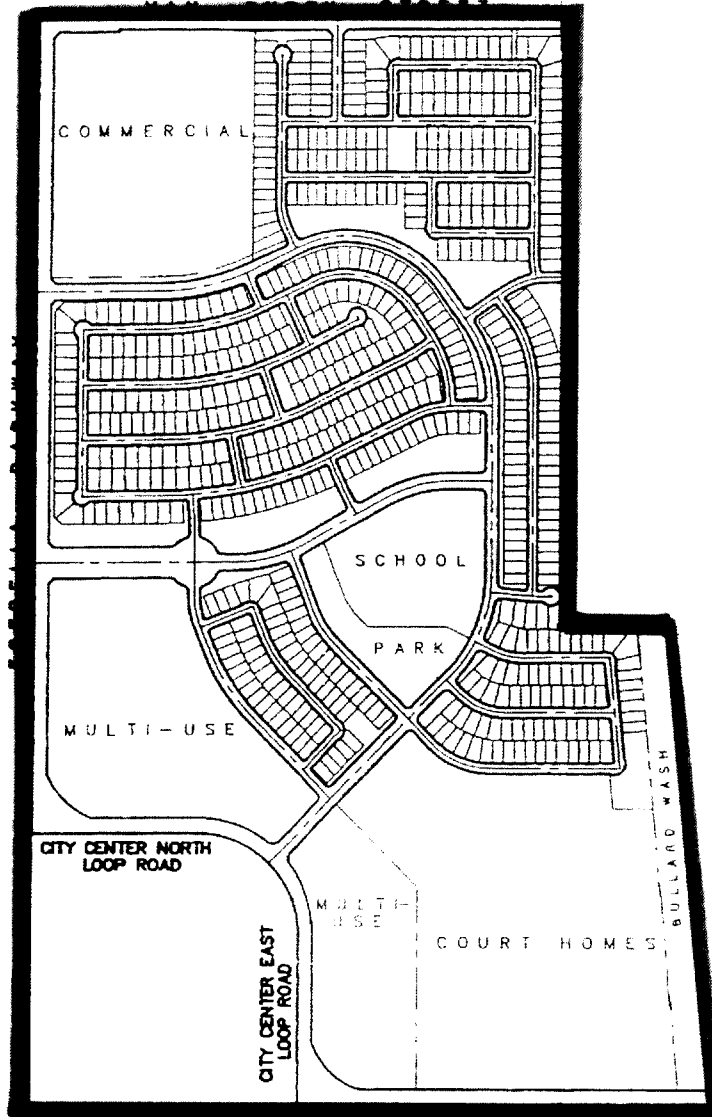 COMMERCIAL
SCHOOL
PARK
MULTI-USE
CITY CENTER NORTH
LOOP ROAD
MULTI-
USE
COURT HOMES
BULLARD WASH
CITY CENTER EAST
LOOP ROAD